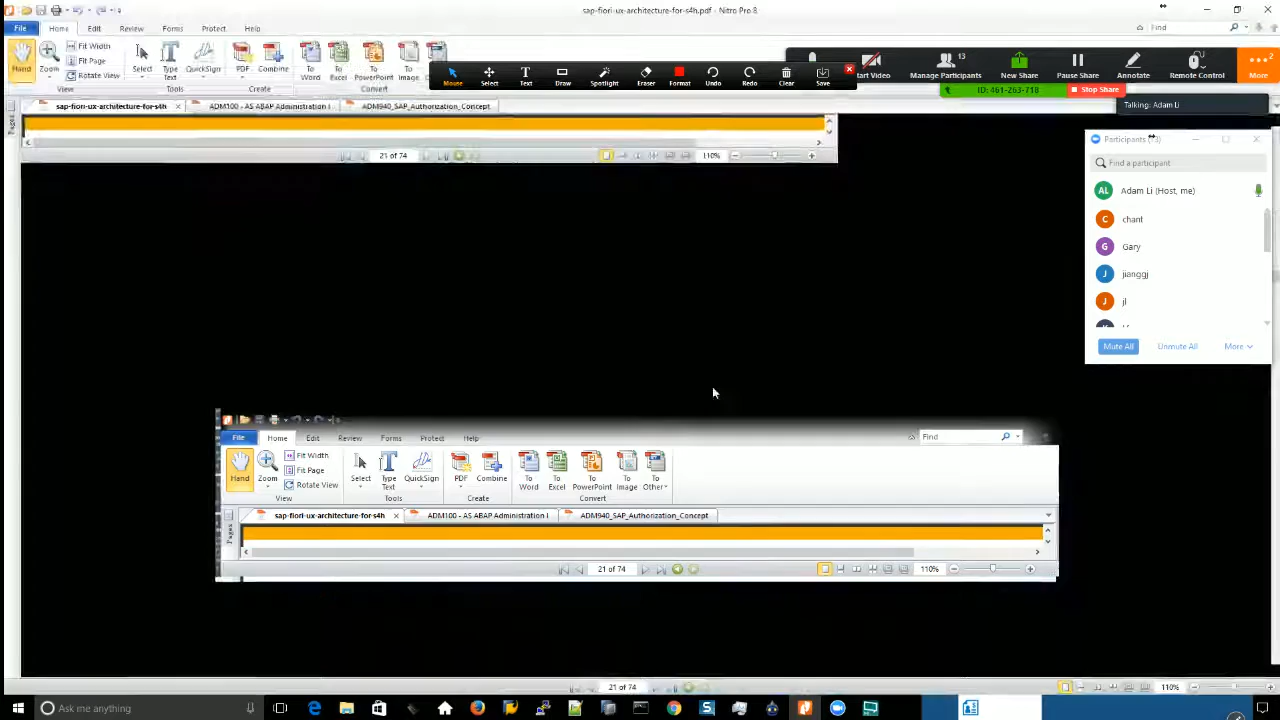 sap-fiori-ux-architecture-for-s4h.pdf - Nitro Pro 8
File Home Edit Review Forms Protect Help
Find
Hand Zoom Fit Width Fit Page Rotate View Select Type Text QuickSign PDF Combine To Word To Excel To PowerPoint To Image
View Tools Create Convert
Mouse Select Text Draw Spotlight Eraser Format Undo Redo Clear Save
rt Video Manage Participants 13 New Share Pause Share Annotate Remote Control More 2
ID: 461-263-718 Stop Share
Talking: Adam Li
Pages
sap-fiori-ux-architecture-for-s4h ADM100 - AS ABAP Administration I ADM940_SAP_Authorization_Concept
21 of 74 110%
Participants (13)
Find a participant
AL Adam Li (Host, me)
C chant
G Gary
J jianggj
J jl
Mute All Unmute All More
File Home Edit Review Forms Protect Help
Find
Hand Zoom Fit Width Fit Page Rotate View Select Type Text QuickSign PDF Combine To Word To Excel To PowerPoint To Image To Other
View Tools Create Convert
Pages
sap-fiori-ux-architecture-for-s4h ADM100 - AS ABAP Administration I ADM940_SAP_Authorization_Concept
21 of 74 110%
21 of 74 110%
Ask me anything